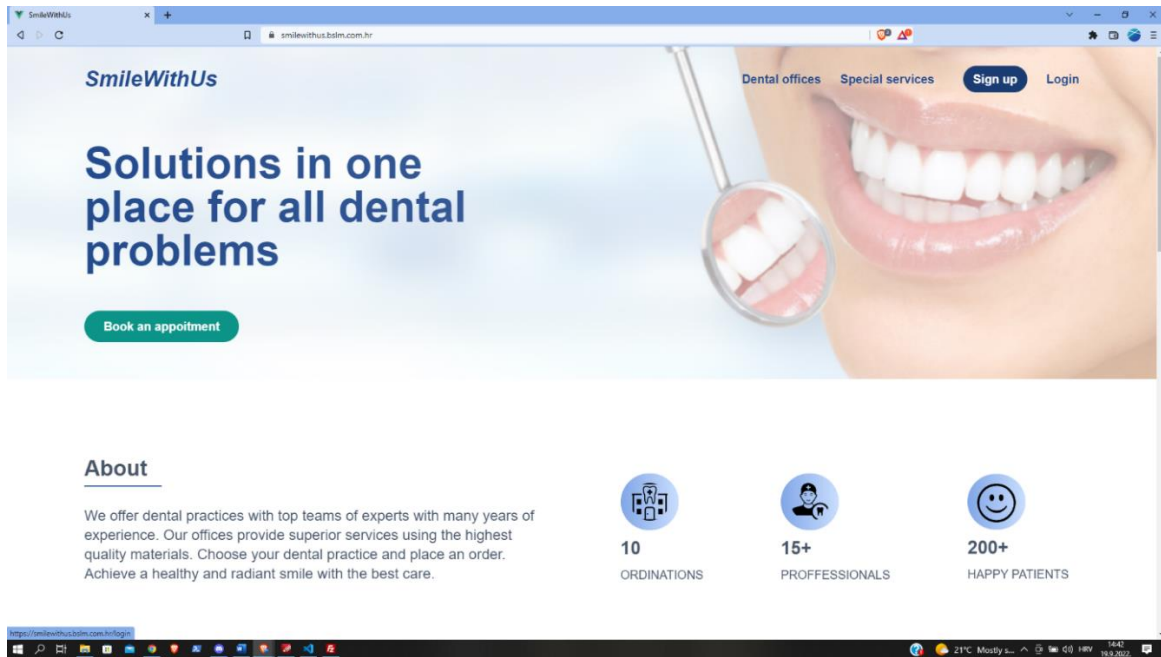 SmileWithUs
smilewithus.bslm.com.hr
SmileWithUs
Dental offices Special services Sign up Login
Solutions in one
place for all dental
problems
Book an appoitment
About
We offer dental practices with top teams of experts with many years of
experience. Our offices provide superior services using the highest
quality materials. Choose your dental practice and place an order.
Achieve a healthy and radiant smile with the best care.
10
ORDINATIONS
15+
PROFFESSIONALS
200+
HAPPY PATIENTS
https://smilewithus.bslm.com.hr/login
21°C Mostly s... HRV 14:42
19.9.2022.